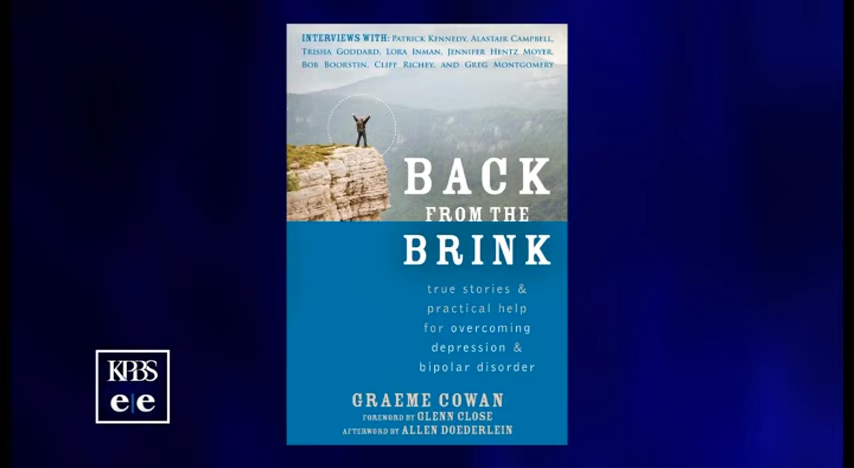 INTERVIEWS WITH: PATRICK KENNEDY, ALASTAIR CAMPBELL,
TRISHA GODDARD, LORA INMAN, JENNIFER HENTZ MOYER,
BOB BOORSTIN, CLIFF RICHEY, AND GREG MONTGOMERY
BACK
FROM THE
BRINK
true stories &
practical help
for overcoming
depression &
bipolar disorder
KPBS
e|e
GRAEME COWAN
FOREWORD BY GLENN CLOSE
AFTERWORD BY ALLEN DOEDERLEIN